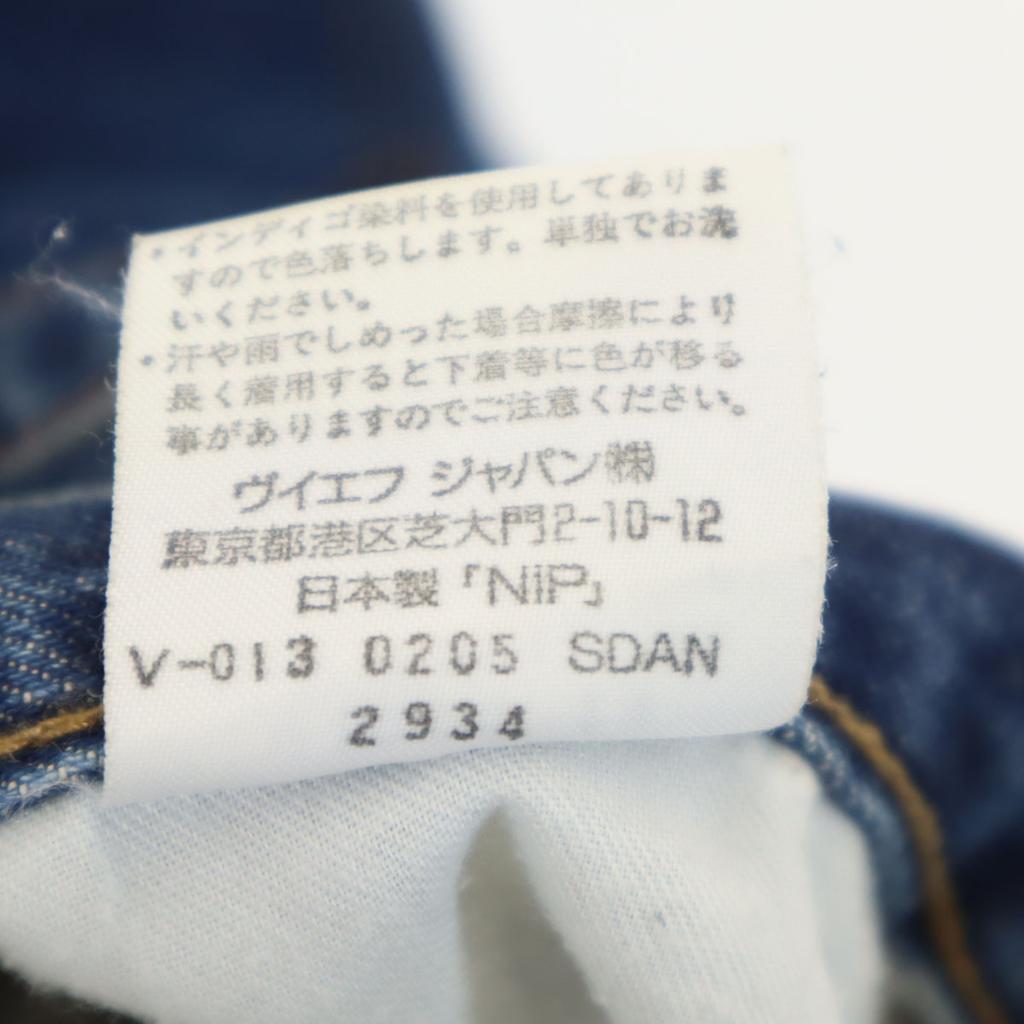 ・インディゴ染料を使用してありま
すので色落ちします。単独でお洗
いください。
・汗や雨でしめった場合摩擦により
長く着用すると下着等に色が移る
事がありますのでご注意ください。
ヴイエフ ジャパン㈱
東京都港区芝大門2-10-12
日本製「NiP」
V-013 0205 SDAN
2934